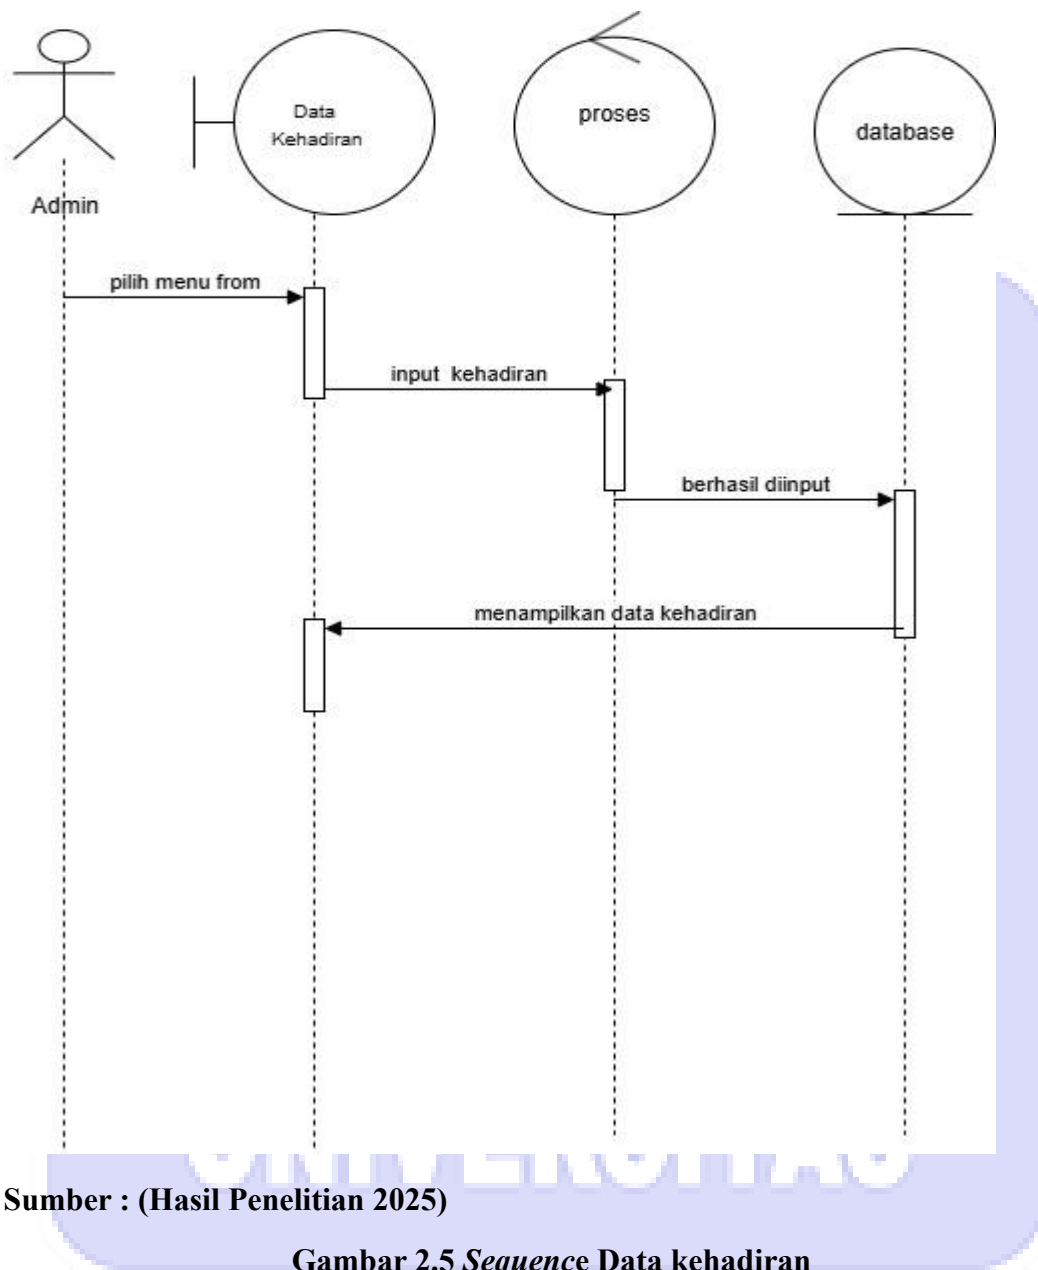 Data
Kehadiran
proses
database
Admin
pilih menu from
input kehadiran
berhasil diinput
menampilkan data kehadiran
UNIVERSITAS
Sumber : (Hasil Penelitian 2025)
Gambar 2.5 Sequence Data kehadiran